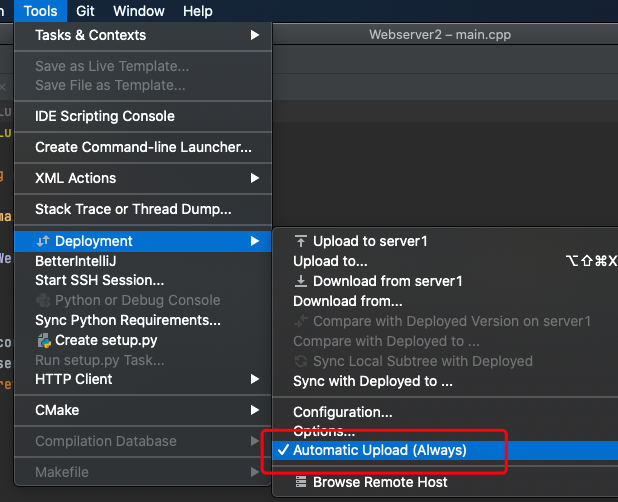 Tools Git Window Help
Tasks & Contexts
Webserver2 – main.cpp
Save as Live Template...
Save File as Template...
IDE Scripting Console
Create Command-line Launcher...
XML Actions
Stack Trace or Thread Dump...
Deployment
BetterIntelliJ
Start SSH Session...
Python or Debug Console
Sync Python Requirements...
Create setup.py
Run setup.py Task...
HTTP Client
CMake
Compilation Database
Makefile
Upload to server1
Upload to... ⌥⇧⌘X
Download from server1
Download from...
Compare with Deployed Version on server1
Compare with Deployed to ...
Sync Local Subtree with Deployed
Sync with Deployed to ...
Configuration...
Options...
✓ Automatic Upload (Always)
Browse Remote Host